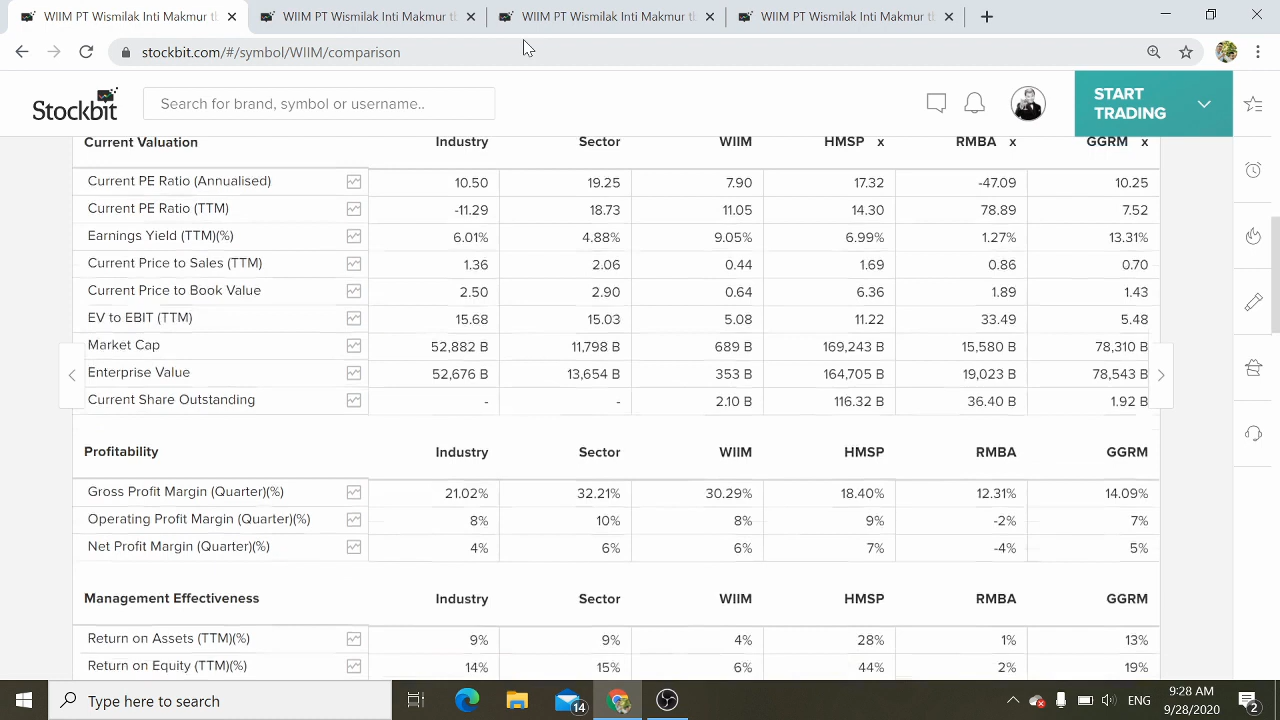 WIIM PT Wismilak Inti Makmur tl WIIM PT Wismilak Inti Makmur tl WIIM PT Wismilak Inti Makmur tl WIIM PT Wismilak Inti Makmur tl
stockbit.com/#/symbol/WIIM/comparison
Stockbit Search for brand, symbol or username.. START TRADING
Current Valuation Industry Sector WIIM HMSP x RMBA x GGRM x
Current PE Ratio (Annualised) 10.50 19.25 7.90 17.32 -47.09 10.25
Current PE Ratio (TTM) -11.29 18.73 11.05 14.30 78.89 7.52
Earnings Yield (TTM)(%) 6.01% 4.88% 9.05% 6.99% 1.27% 13.31%
Current Price to Sales (TTM) 1.36 2.06 0.44 1.69 0.86 0.70
Current Price to Book Value 2.50 2.90 0.64 6.36 1.89 1.43
EV to EBIT (TTM) 15.68 15.03 5.08 11.22 33.49 5.48
Market Cap 52,882 B 11,798 B 689 B 169,243 B 15,580 B 78,310 B
Enterprise Value 52,676 B 13,654 B 353 B 164,705 B 19,023 B 78,543 B
Current Share Outstanding - - 2.10 B 116.32 B 36.40 B 1.92 B
Profitability Industry Sector WIIM HMSP RMBA GGRM
Gross Profit Margin (Quarter)(%) 21.02% 32.21% 30.29% 18.40% 12.31% 14.09%
Operating Profit Margin (Quarter)(%) 8% 10% 8% 9% -2% 7%
Net Profit Margin (Quarter)(%) 4% 6% 6% 7% -4% 5%
Management Effectiveness Industry Sector WIIM HMSP RMBA GGRM
Return on Assets (TTM)(%) 9% 9% 4% 28% 1% 13%
Return on Equity (TTM)(%) 14% 15% 6% 44% 2% 19%
Type here to search 14 ENG 9:28 AM 9/28/2020 2